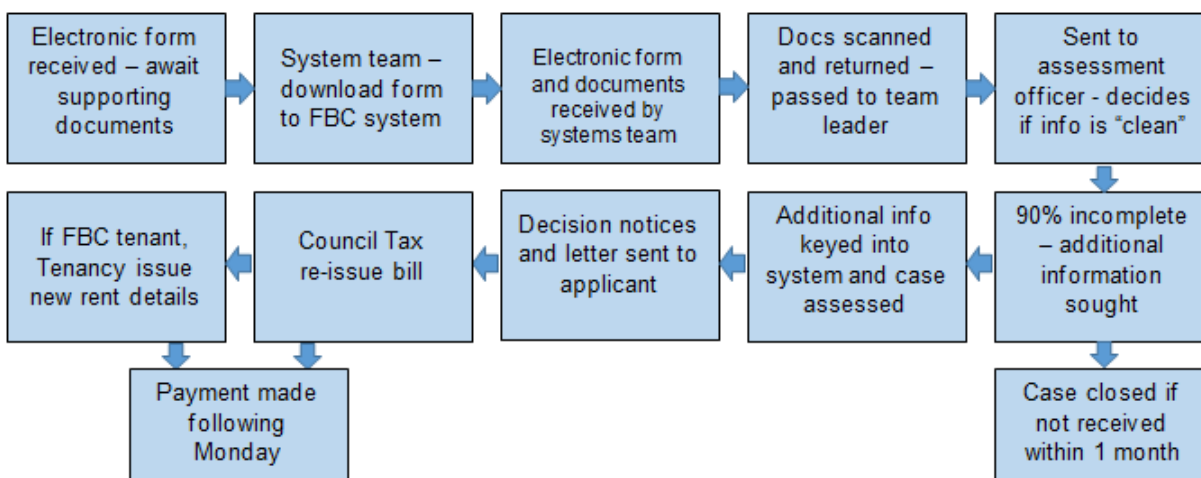 Electronic form
received – await
supporting
documents
System team –
download form
to FBC system
Electronic form
and documents
received by
systems team
Docs scanned
and returned –
passed to team
leader
Sent to
assessment
officer - decides
if info is “clean”
If FBC tenant,
Tenancy issue
new rent details
Council Tax
re-issue bill
Decision notices
and letter sent to
applicant
Additional info
keyed into
system and case
assessed
90% incomplete
– additional
information
sought
Payment made
following
Monday
Case closed if
not received
within 1 month